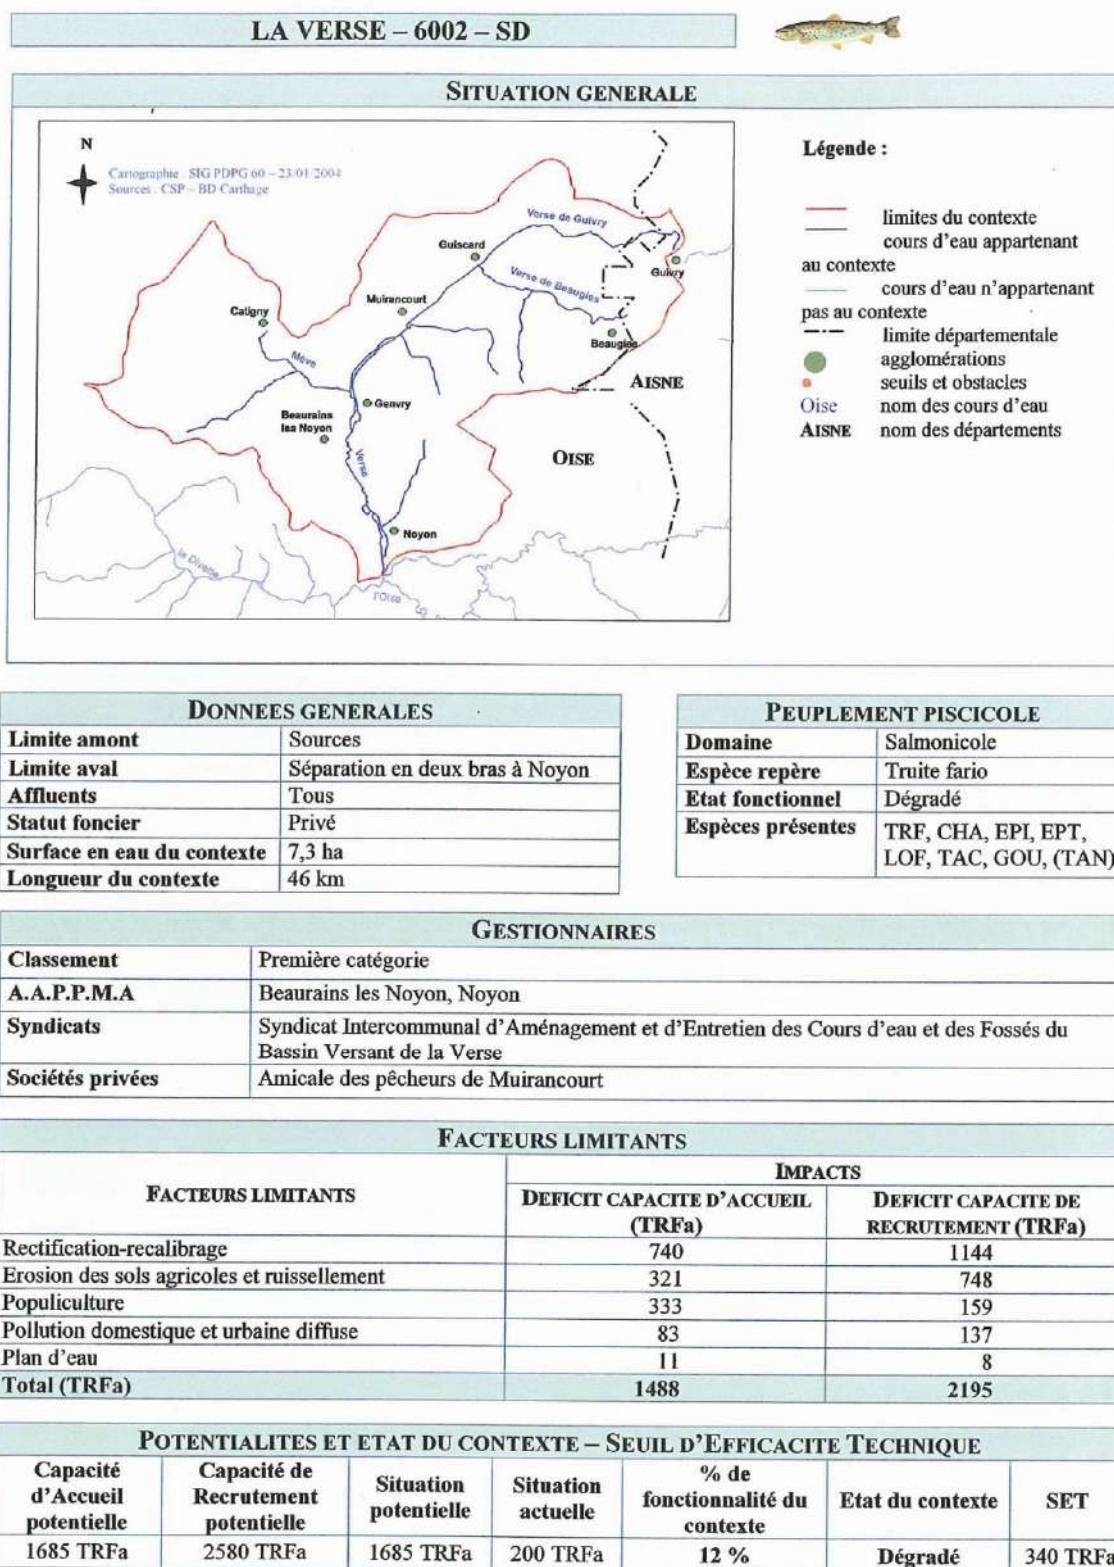 LA VERSE – 6002 – SD
SITUATION GENERALE
N
Cartographie : SIG PDPG 60 – 23/01/2004
Sources : CSP – BD Carthage
Verse de Guivry
Guiscard
Guivry
Verse de Beaugies
Muirancourt
Catigny
Beaugies
Mève
AISNE
Genvry
Beaurains
les Noyon
Verse
OISE
Noyon
la Divette
l'Oise
Légende :
limites du contexte
cours d'eau appartenant
au contexte
cours d'eau n'appartenant
pas au contexte
limite départementale
agglomérations
seuils et obstacles
Oise nom des cours d'eau
AISNE nom des départements
DONNEES GENERALES
Limite amont Sources
Limite aval Séparation en deux bras à Noyon
Affluents Tous
Statut foncier Privé
Surface en eau du contexte 7,3 ha
Longueur du contexte 46 km
PEUPLEMENT PISCICOLE
Domaine Salmonicole
Espèce repère Truite fario
Etat fonctionnel Dégradé
Espèces présentes TRF, CHA, EPI, EPT,
LOF, TAC, GOU, (TAN)
GESTIONNAIRES
Classement Première catégorie
A.A.P.P.M.A Beaurains les Noyon, Noyon
Syndicats Syndicat Intercommunal d'Aménagement et d'Entretien des Cours d'eau et des Fossés du
Bassin Versant de la Verse
Sociétés privées Amicale des pêcheurs de Muirancourt
FACTEURS LIMITANTS
IMPACTS
FACTEURS LIMITANTS
DEFICIT CAPACITE D'ACCUEIL
(TRFa)
DEFICIT CAPACITE DE
RECRUTEMENT (TRFa)
Rectification-recalibrage 740 1144
Erosion des sols agricoles et ruissellement 321 748
Populiculture 333 159
Pollution domestique et urbaine diffuse 83 137
Plan d'eau 11 8
Total (TRFa) 1488 2195
POTENTIALITES ET ETAT DU CONTEXTE – SEUIL D'EFFICACITE TECHNIQUE
Capacité
d'Accueil
potentielle
Capacité de
Recrutement
potentielle
Situation
potentielle
Situation
actuelle
% de
fonctionnalité du
contexte
Etat du contexte
SET
1685 TRFa 2580 TRFa 1685 TRFa 200 TRFa 12 % Dégradé 340 TRFa